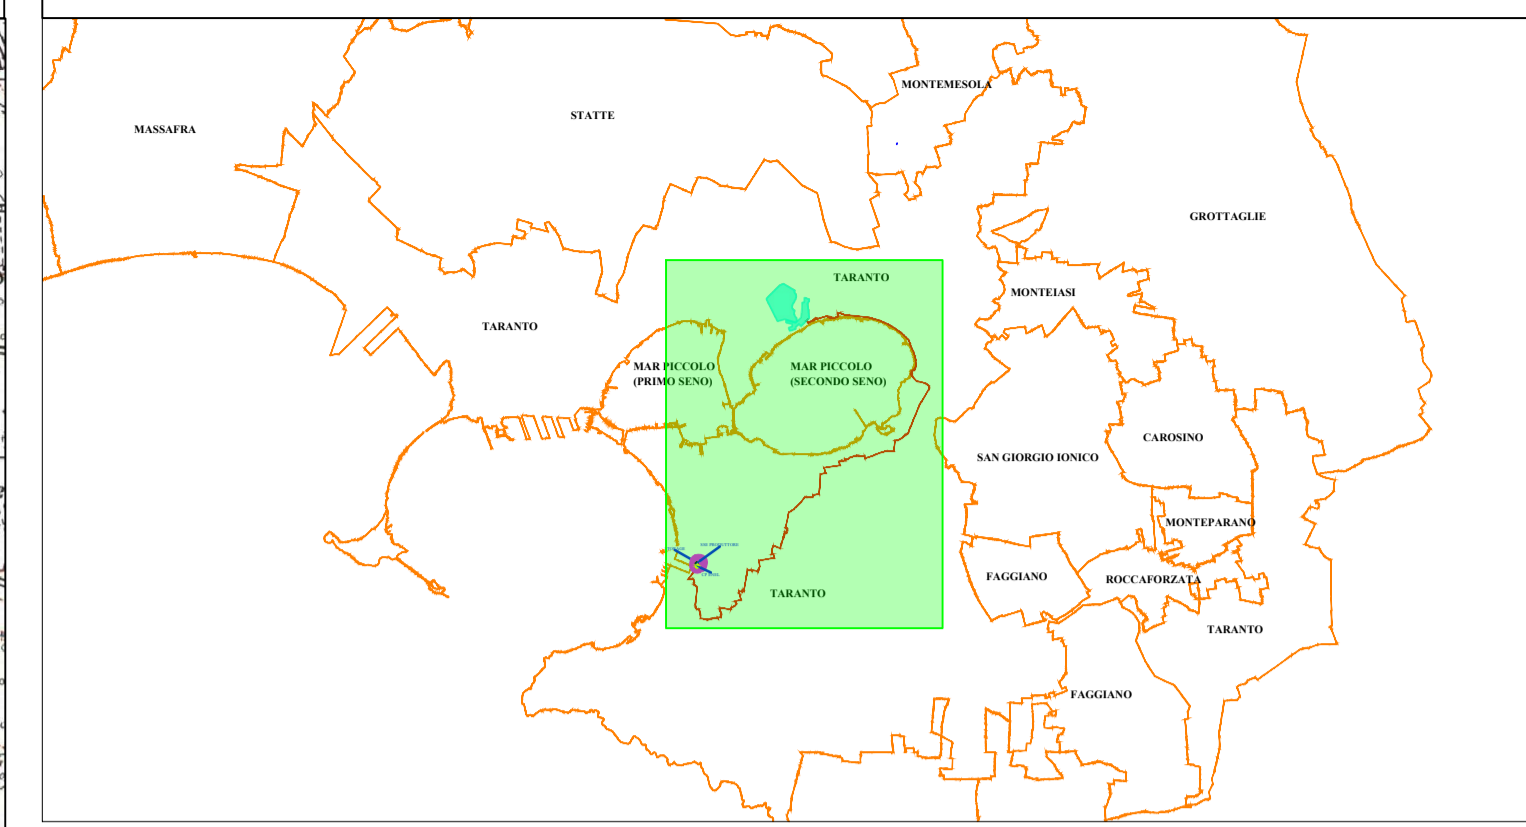 MONTEMESOLA
STATTE
MASSAFRA
GROTTAGLIE
TARANTO
MONTEIASI
TARANTO
MAR PICCOLO
(PRIMO SENO)
MAR PICCOLO
(SECONDO SENO)
CAROSINO
SAN GIORGIO IONICO
MONTEPARANO
FAGGIANO
ROCCAFORZATA
TARANTO
TARANTO
FAGGIANO